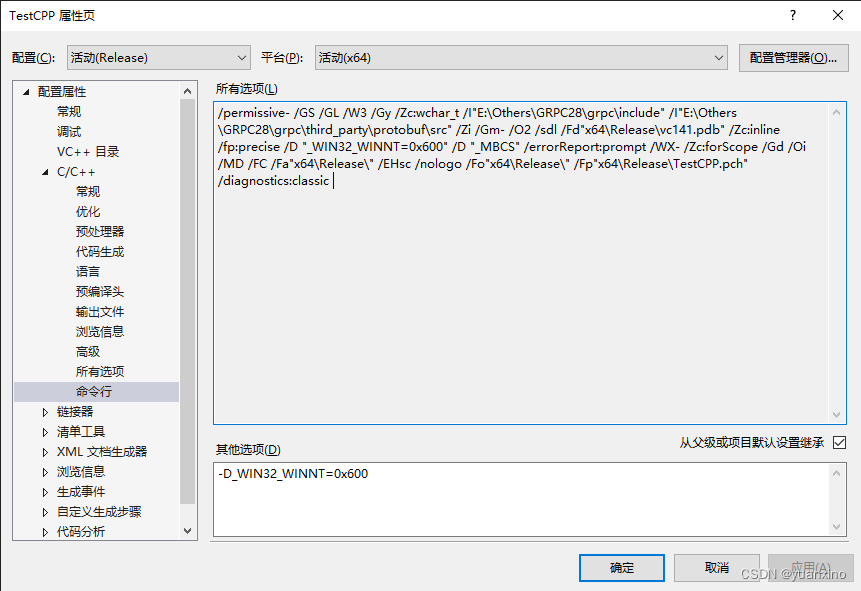 TestCPP 属性页
?
配置(C):
活动(Release)
平台(P):
活动(x64)
配置管理器(O)...
配置属性
常规
调试
VC++ 目录
C/C++
常规
优化
预处理器
代码生成
语言
预编译头
输出文件
浏览信息
高级
所有选项
命令行
链接器
清单工具
XML 文档生成器
浏览信息
生成事件
自定义生成步骤
代码分析
所有选项(L)
/permissive- /GS /GL /W3 /Gy /Zc:wchar_t /I"E:\Others\GRPC28\grpc\include" /I"E:\Others
\GRPC28\grpc\third_party\protobuf\src" /Zi /Gm- /O2 /sdl /Fd"x64\Release\vc141.pdb" /Zc:inline
/fp:precise /D "_WIN32_WINNT=0x600" /D "_MBCS" /errorReport:prompt /WX- /Zc:forScope /Gd /Oi
/MD /FC /Fa"x64\Release\" /EHsc /nologo /Fo"x64\Release\" /Fp"x64\Release\TestCPP.pch"
/diagnostics:classic
从父级或项目默认设置继承
其他选项(D)
-D_WIN32_WINNT=0x600
确定
取消
应用(A)
CSDN @yuanxino